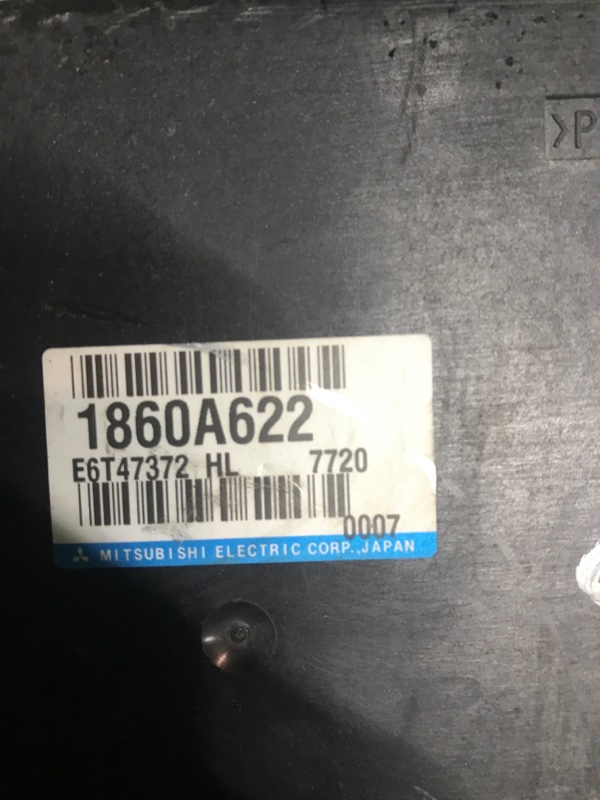 >P
1860A622
E6T47372 HL 7720
0007
MITSUBISHI ELECTRIC CORP.,JAPAN